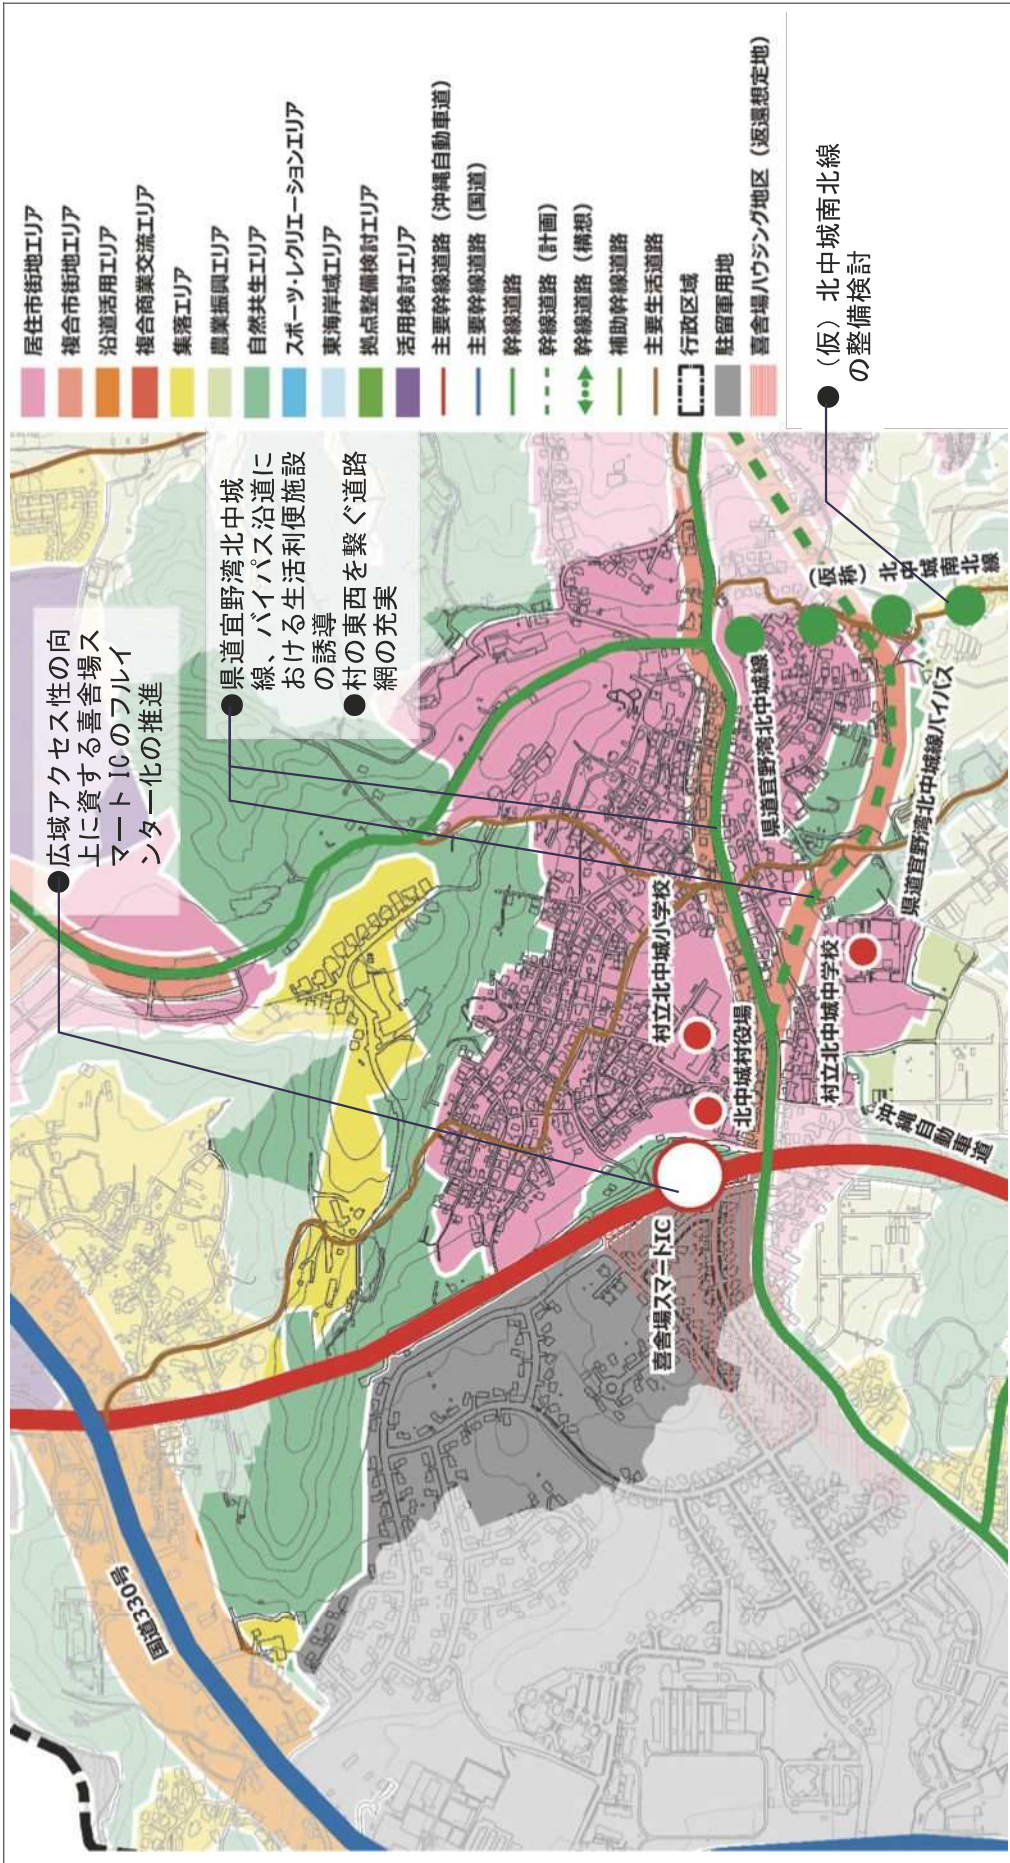 ●広域アクセス性の向
上に資する喜舎場ス
マートICのフルイ
ンター化の推進
●県道宜野湾北中城
線、バイパス沿道に
おける生活利便施設
の誘導
●村の東西を繋ぐ道路
網の充実
●（仮）北中城南北線
の整備検討
国道330号
喜舎場スマートIC
沖縄自動車道
北中城村役場
村立北中城小学校
村立北中城中学校
県道宜野湾北中城線
県道宜野湾北中城線バイパス
（仮称）
北中城南北線
居住市街地エリア
複合市街地エリア
沿道活用エリア
複合商業交流エリア
集落エリア
農業振興エリア
自然共生エリア
スポーツ・レクリエーションエリア
東海岸域エリア
拠点整備検討エリア
活用検討エリア
主要幹線道路（沖縄自動車道）
主要幹線道路（国道）
幹線道路
幹線道路（計画）
幹線道路（構想）
補助幹線道路
主要生活道路
行政区域
駐留軍用地
喜舎場ハウジング地区（返還想定地）